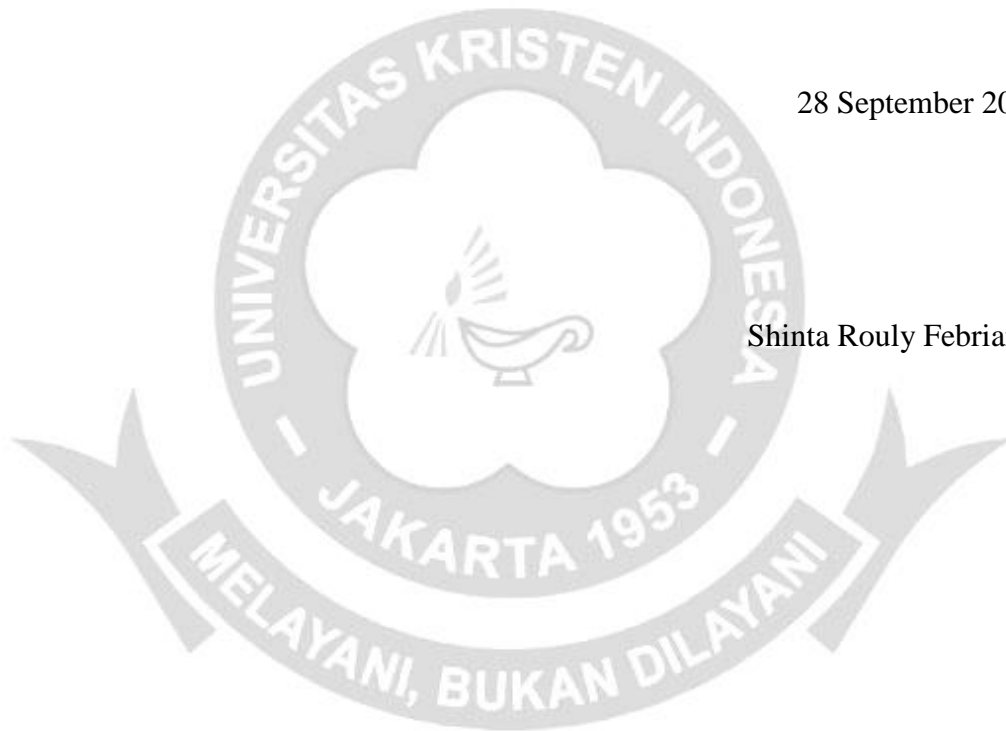 28 September 20
UNIVERSITAS KRISTEN INDONESIA
Shinta Rouly Febria
- JAKARTA 1953 -
MELAYANI, BUKAN DILAYANI